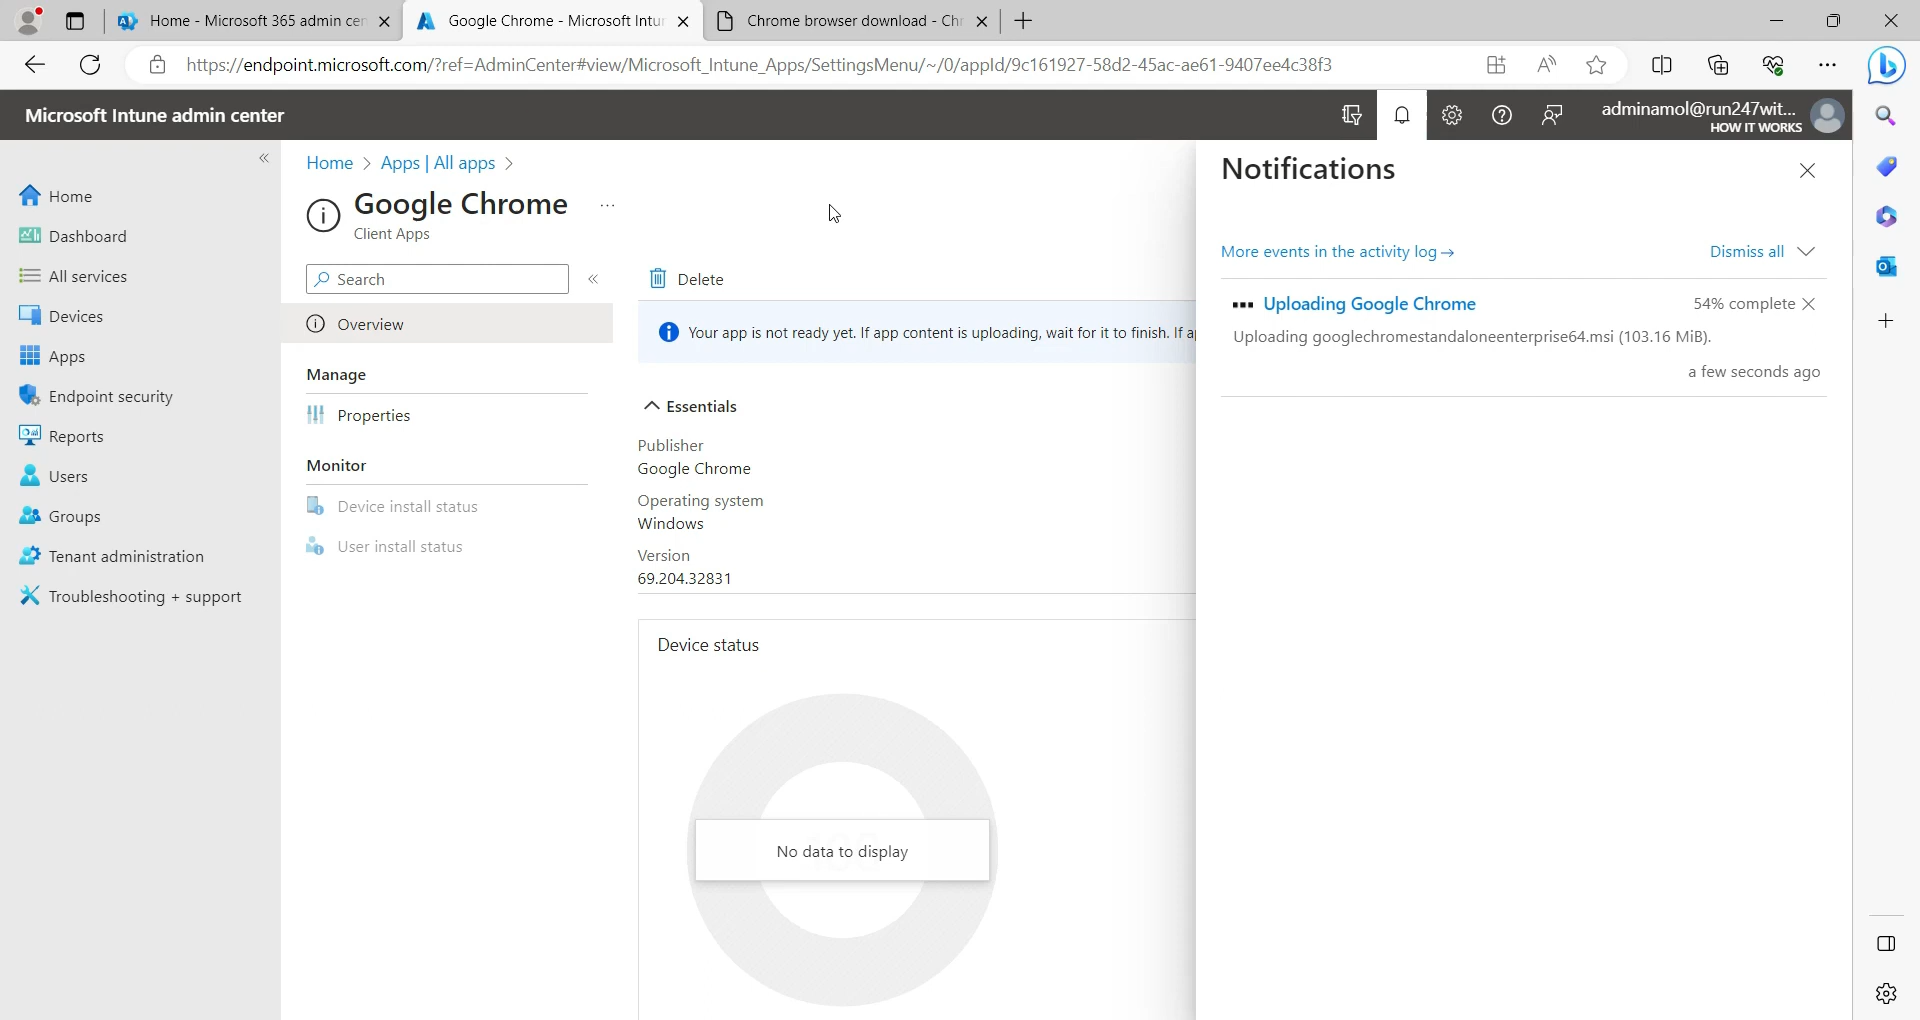 Home - Microsoft 365 admin cen
Google Chrome - Microsoft Intun
Chrome browser download - Chr
https://endpoint.microsoft.com/?ref=AdminCenter#view/Microsoft_Intune_Apps/SettingsMenu/~/0/appId/9c161927-58d2-45ac-ae61-9407ee4c38f3
Microsoft Intune admin center
adminamol@run247wit...
HOW IT WORKS
Home
Dashboard
All services
Devices
Apps
Endpoint security
Reports
Users
Groups
Tenant administration
Troubleshooting + support
Home > Apps | All apps >
Google Chrome ...
Client Apps
Search
Overview
Manage
Properties
Monitor
Device install status
User install status
Delete
Your app is not ready yet. If app content is uploading, wait for it to finish. If a
Essentials
Publisher
Google Chrome
Operating system
Windows
Version
69.204.32831
Device status
No data to display
Notifications
More events in the activity log →
Dismiss all
Uploading Google Chrome
54% complete
Uploading googlechromestandaloneenterprise64.msi (103.16 MiB).
a few seconds ago